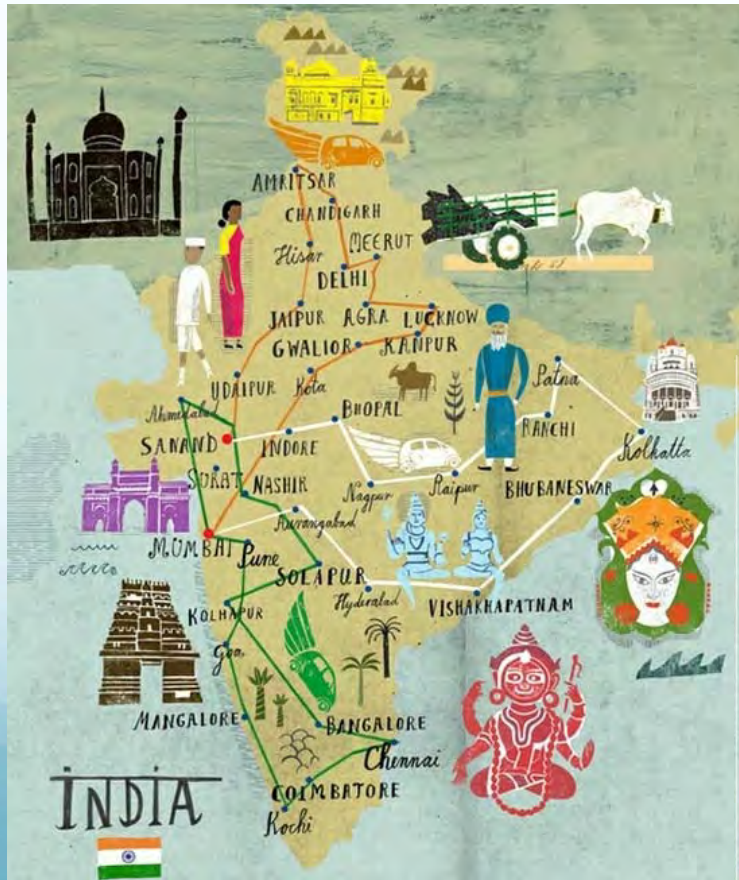 AMRITSAR
CHANDIGARH
Hisar
MEERUT
DELHI
JAIPUR
AGRA
LUCKNOW
GWALIOR
KANPUR
UDAIPUR
Kota
Patna
Ahmedabad
BHOPAL
SANAND
INDORE
RANCHI
Kolkatta
SURAT
NASHIR
Nagpur
Raipur
BHUBANESWAR
Aurangabad
MUMBAI
Pune
SOLAPUR
Hyderabad
VISHAKHAPATNAM
KOLHAPUR
Goa
MANGALORE
BANGALORE
Chennai
COIMBATORE
Kochi
INDIA